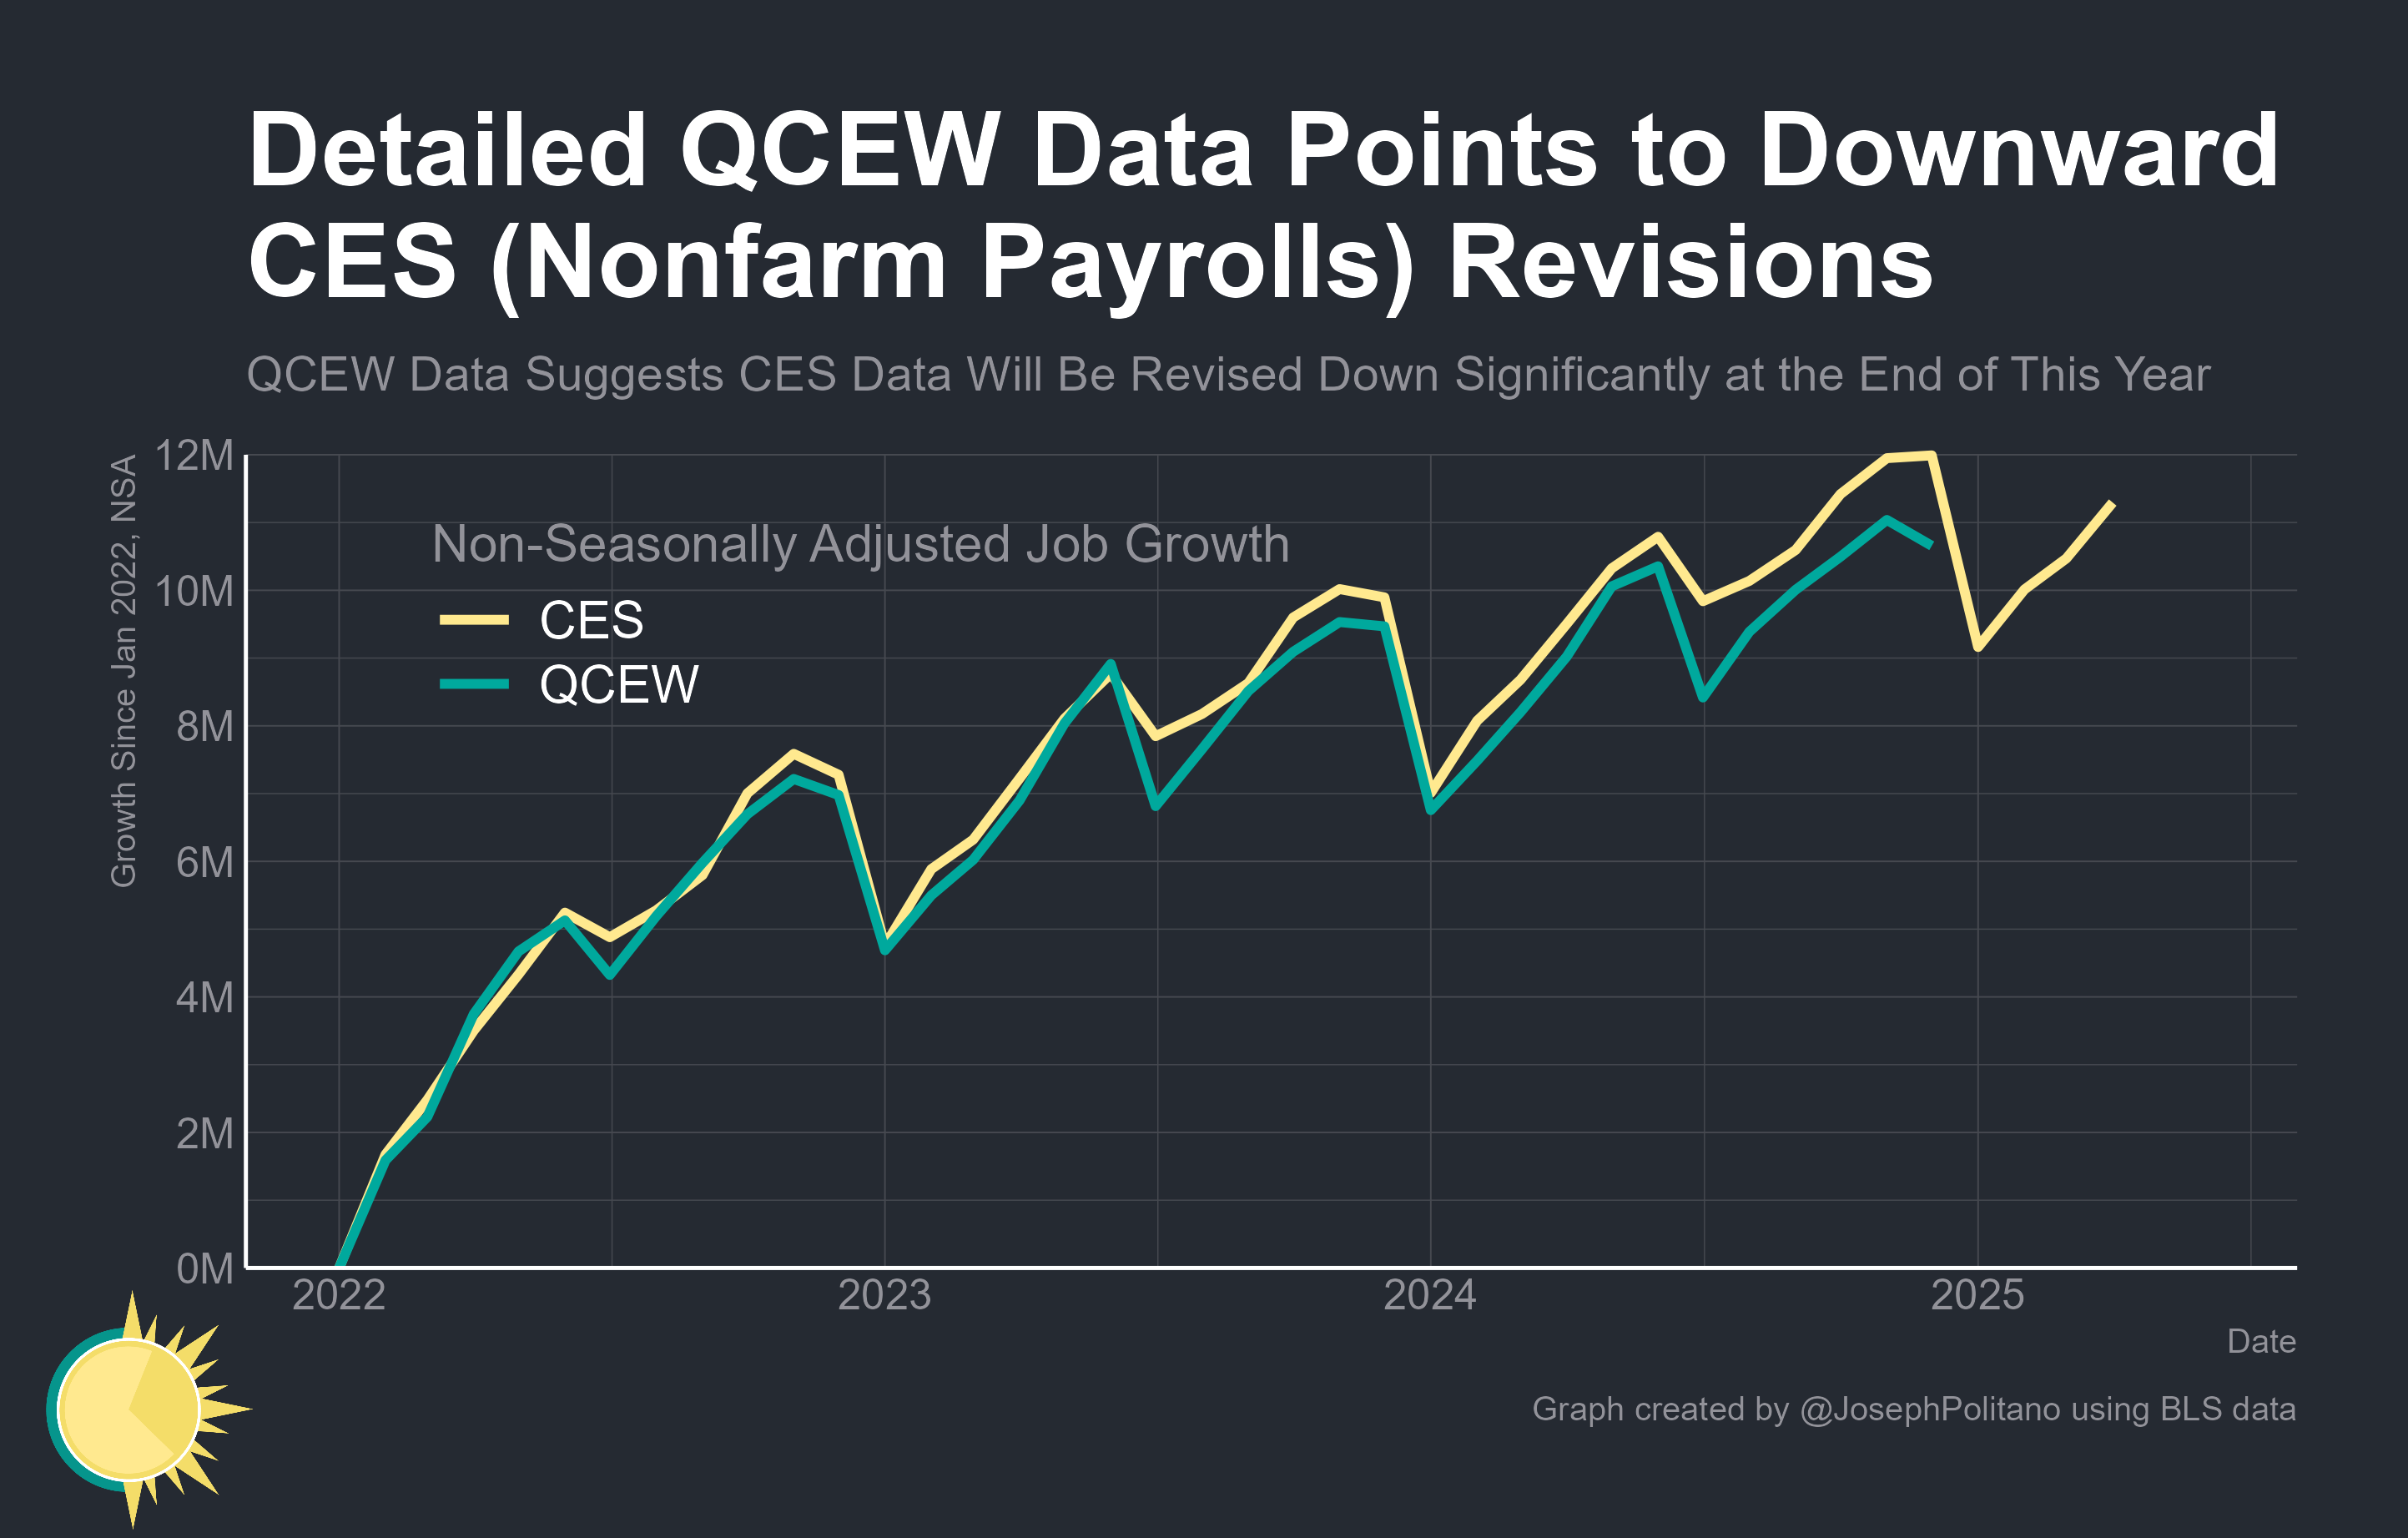 Detailed QCEW Data Points to Downward
CES (Nonfarm Payrolls) Revisions
QCEW Data Suggests CES Data Will Be Revised Down Significantly at the End of This Year
Growth Since Jan 2022, NSA
12M
10M
8M
6M
4M
2M
0M
Non-Seasonally Adjusted Job Growth
CES
QCEW
2022
2023
2024
2025
Date
Graph created by @JosephPolitano using BLS data